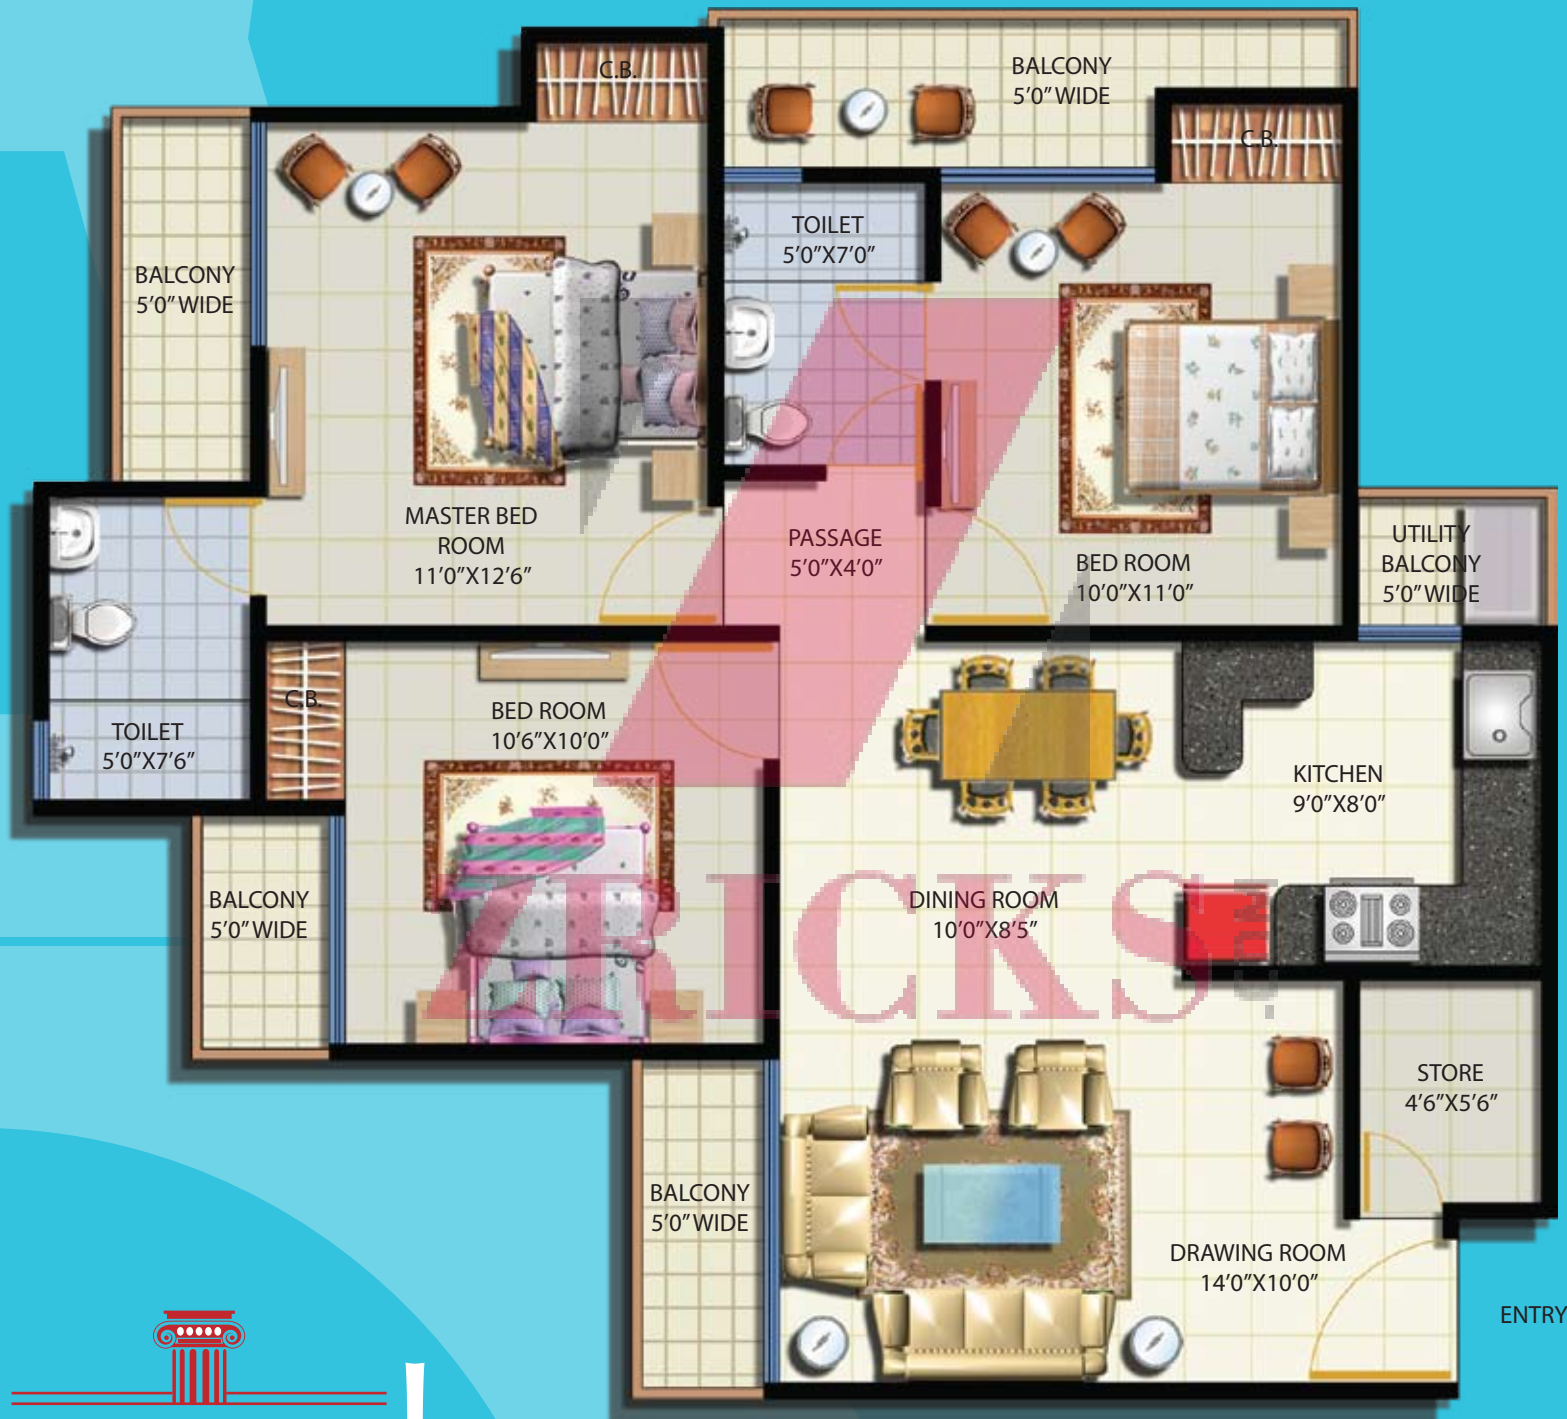 C.B.
BALCONY
5'0" WIDE
C.B.
TOILET
5'0"X7'0"
BALCONY
5'0" WIDE
MASTER BED
ROOM
11'0"X12'6"
PASSAGE
5'0"X4'0"
BED ROOM
10'0"X11'0"
UTILITY
BALCONY
5'0" WIDE
C.B.
TOILET
5'0"X7'6"
BED ROOM
10'6"X10'0"
KITCHEN
9'0"X8'0"
BALCONY
5'0" WIDE
DINING ROOM
10'0"X8'5"
ZRICKS
STORE
4'6"X5'6"
BALCONY
5'0" WIDE
DRAWING ROOM
14'0"X10'0"
ENTRY